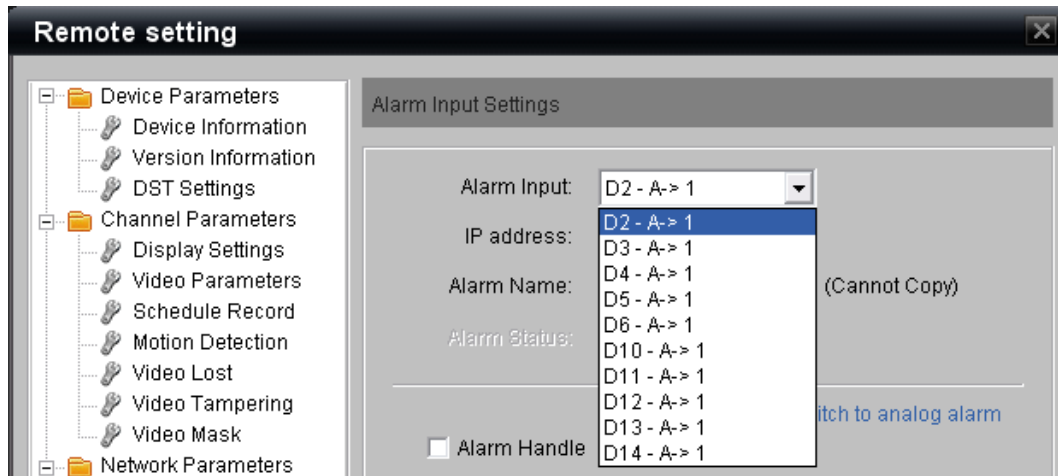 Remote setting
Device Parameters
Device Information
Version Information
DST Settings
Channel Parameters
Display Settings
Video Parameters
Schedule Record
Motion Detection
Video Lost
Video Tampering
Video Mask
Network Parameters
Alarm Input Settings
Alarm Input: D2 - A-> 1
D2 - A-> 1
D3 - A-> 1
D4 - A-> 1
D5 - A-> 1
D6 - A-> 1
D10 - A-> 1
D11 - A-> 1
D12 - A-> 1
D13 - A-> 1
D14 - A-> 1
IP address:
Alarm Name: (Cannot Copy)
Alarm Status:
itch to analog alarm
Alarm Handle